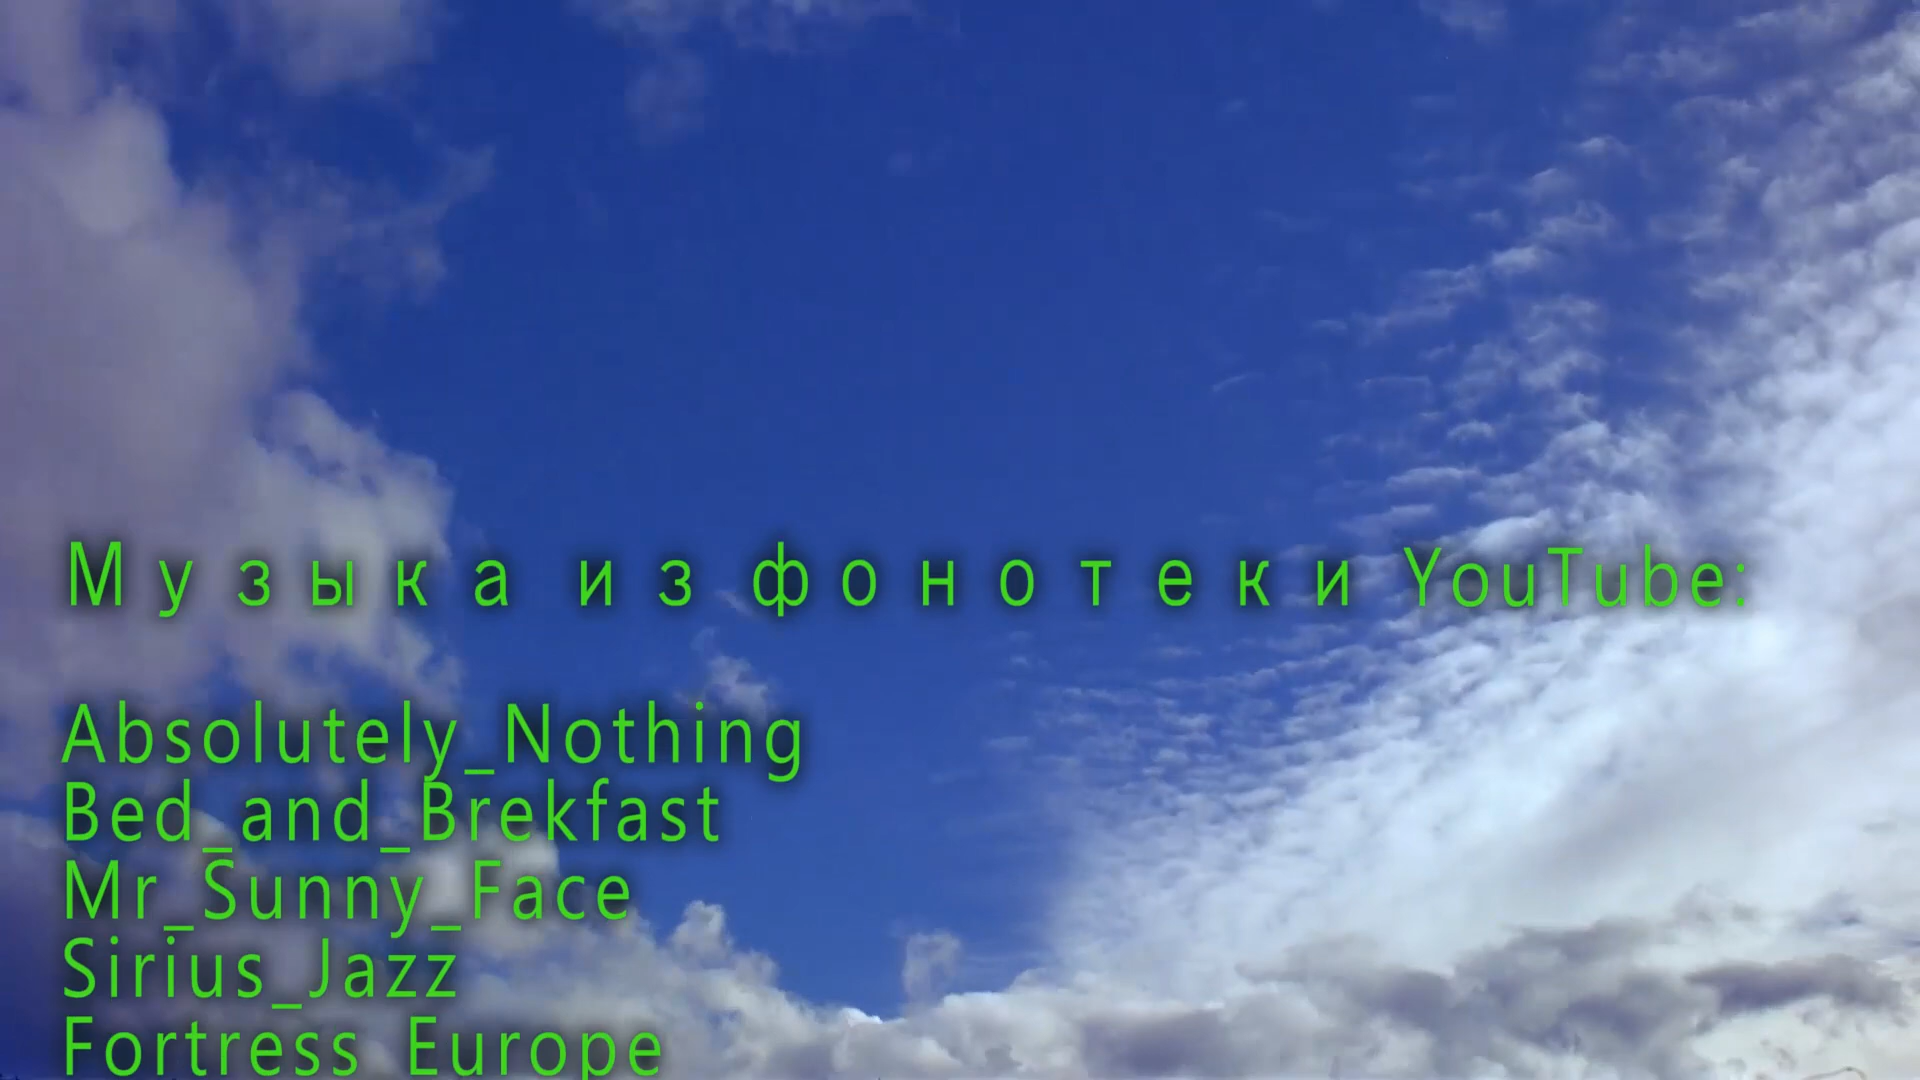 Музыка из фонотеки YouTube:
Absolutely_Nothing
Bed_and_Brekfast
Mr_Sunny_Face
Sirius_Jazz
Fortress_Europe